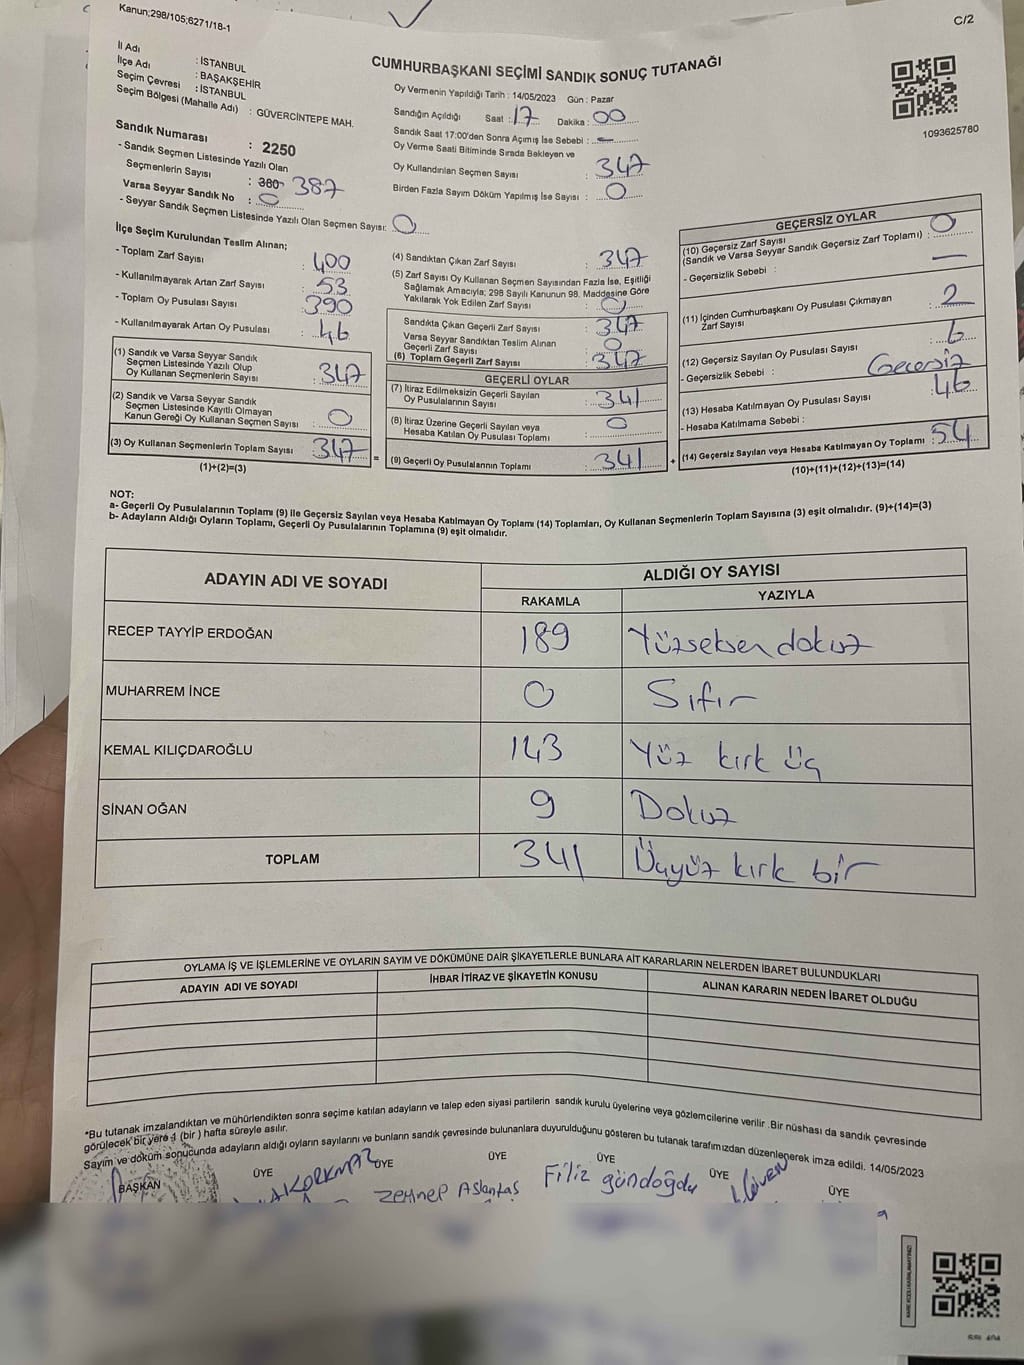 Kanun;298/105;6271/18-1
C/2
İl Adı : İSTANBUL
İlçe Adı : BAŞAKŞEHİR
Seçim Çevresi : İSTANBUL
Seçim Bölgesi (Mahalle Adı) : GÜVERCİNTEPE MAH.
CUMHURBAŞKANI SEÇİMİ SANDIK SONUÇ TUTANAĞI
Oy Vermenin Yapıldığı Tarih : 14/05/2023 Gün : Pazar
Sandığın Açıldığı Saat : 17 Dakika : 00
Sandık Saat 17:00'den Sonra Açımış İse Sebebi : –
Oy Verme Saati Bitiminde Sırada Bekleyen ve
Oy Kullandırılan Seçmen Sayısı : 347
Birden Fazla Sayım Döküm Yapılmış İse Sayısı : 0
1093625780
Sandık Numarası : 2250
- Sandık Seçmen Listesinde Yazılı Olan
Seçmenlerin Sayısı : 380 387
Varsa Seyyar Sandık No : 0
- Seyyar Sandık Seçmen Listesinde Yazılı Olan Seçmen Sayısı: 0
İlçe Seçim Kurulundan Teslim Alınan;
- Toplam Zarf Sayısı : 400
- Kullanılmayarak Artan Zarf Sayısı : 53
- Toplam Oy Pusulası Sayısı : 390
- Kullanılmayarak Artan Oy Pusulası : 46
(1) Sandık ve Varsa Seyyar Sandık
Seçmen Listesinde Yazılı Olup
Oy Kullanan Seçmenlerin Sayısı : 347
(2) Sandık ve Varsa Seyyar Sandık
Seçmen Listesinde Kayıtlı Olmayan
Kanun Gereği Oy Kullanan Seçmen Sayısı : 0
(3) Oy Kullanan Seçmenlerin Toplam Sayısı : 347
(1)+(2)=(3)
(4) Sandıktan Çıkan Zarf Sayısı : 347
(5) Zarf Sayısı Oy Kullanan Seçmen Sayısından Fazla İse, Eşitliği
Sağlamak Amacıyla; 298 Sayılı Kanunun 98. Maddesine Göre
Yakılarak Yok Edilen Zarf Sayısı : 0
Sandıkta Çıkan Geçerli Zarf Sayısı : 347
Varsa Seyyar Sandıktan Teslim Alınan
Geçerli Zarf Sayısı : 0
(6) Toplam Geçerli Zarf Sayısı : 347
GEÇERLİ OYLAR
(7) İtiraz Edilmeksizin Geçerli Sayılan
Oy Pusulalarının Sayısı : 341
(8) İtiraz Üzerine Geçerli Sayılan veya
Hesaba Katılan Oy Pusulası Toplamı : 0
= (9) Geçerli Oy Pusulalarının Toplamı : 341 +
GEÇERSİZ OYLAR
(10) Geçersiz Zarf Sayısı
(Sandık ve Varsa Seyyar Sandık Geçersiz Zarf Toplamı) : 0
- Geçersizlik Sebebi : –
(11) İçinden Cumhurbaşkanı Oy Pusulası Çıkmayan
Zarf Sayısı : 2
(12) Geçersiz Sayılan Oy Pusulası Sayısı : 6
- Geçersizlik Sebebi : Geçersiz
(13) Hesaba Katılmayan Oy Pusulası Sayısı : 46
- Hesaba Katılmama Sebebi :
(14) Geçersiz Sayılan veya Hesaba Katılmayan Oy Toplamı : 54
(10)+(11)+(12)+(13)=(14)
NOT:
a- Geçerli Oy Pusulalarının Toplamı (9) ile Geçersiz Sayılan veya Hesaba Katılmayan Oy Toplamı (14) Toplamları, Oy Kullanan Seçmenlerin Toplam Sayısına (3) eşit olmalıdır. (9)+(14)=(3)
b- Adayların Aldığı Oyların Toplamı, Geçerli Oy Pusulalarının Toplamına (9) eşit olmalıdır.
ADAYIN ADI VE SOYADI
ALDIĞI OY SAYISI
RAKAMLA YAZIYLA
RECEP TAYYİP ERDOĞAN 189 Yüzseksen dokuz
MUHARREM İNCE 0 Sıfır
KEMAL KILIÇDAROĞLU 143 Yüz kırk üç
SİNAN OĞAN 9 Dokuz
TOPLAM 341 Üçyüz kırk bir
OYLAMA İŞ VE İŞLEMLERİNE VE OYLARIN SAYIM VE DÖKÜMÜNE DAİR ŞİKAYETLERLE BUNLARA AİT KARARLARIN NELERDEN İBARET BULUNDUKLARI
ADAYIN ADI VE SOYADI İHBAR İTİRAZ VE ŞİKAYETİN KONUSU ALINAN KARARIN NEDEN İBARET OLDUĞU
*Bu tutanak imzalandıktan ve mühürlendikten sonra seçime katılan adayların ve talep eden siyasi partilerin sandık kurulu üyelerine veya gözlemcilerine verilir .Bir nüshası da sandık çevresinde
görülecek bir yere 1 (bir ) hafta süreyle asılır.
Sayım ve döküm sonucunda adayların aldığı oyların sayılarını ve bunların sandık çevresinde bulunanlara duyurulduğunu gösteren bu tutanak tarafımızdan düzenlenerek imza edildi. 14/05/2023
BAŞKAN ÜYE ÜYE ÜYE ÜYE ÜYE ÜYE
KORKMAZ Zeynep Aslantaş Filiz gündoğdu